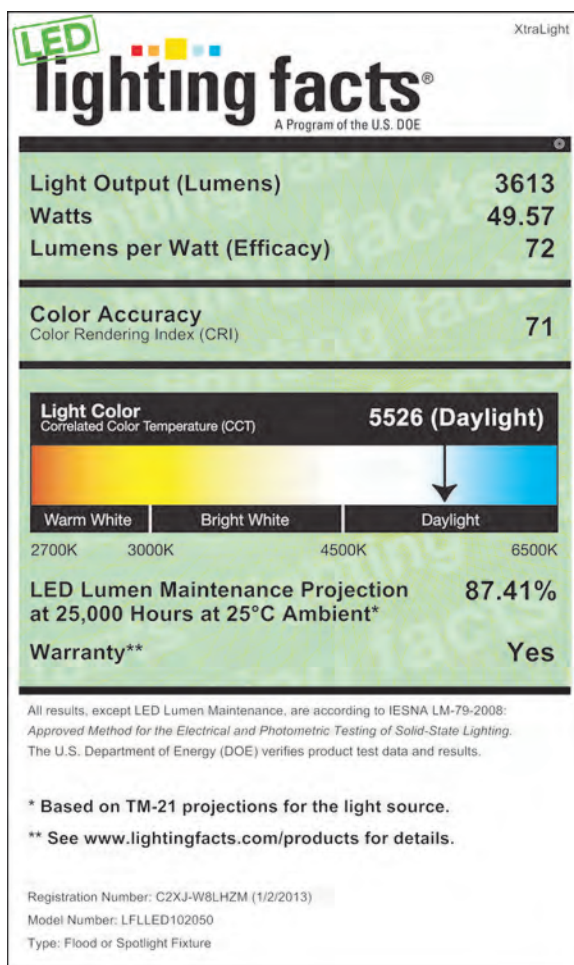 XtraLight
LED
lighting facts®
A Program of the U.S. DOE
Light Output (Lumens) 3613
Watts 49.57
Lumens per Watt (Efficacy) 72
Color Accuracy
Color Rendering Index (CRI) 71
Light Color
Correlated Color Temperature (CCT) 5526 (Daylight)
Warm White Bright White Daylight
2700K 3000K 4500K 6500K
LED Lumen Maintenance Projection
at 25,000 Hours at 25°C Ambient* 87.41%
Warranty** Yes
All results, except LED Lumen Maintenance, are according to IESNA LM-79-2008:
Approved Method for the Electrical and Photometric Testing of Solid-State Lighting.
The U.S. Department of Energy (DOE) verifies product test data and results.
* Based on TM-21 projections for the light source.
** See www.lightingfacts.com/products for details.
Registration Number: C2XJ-W8LHZM (1/2/2013)
Model Number: LFLLED102050
Type: Flood or Spotlight Fixture